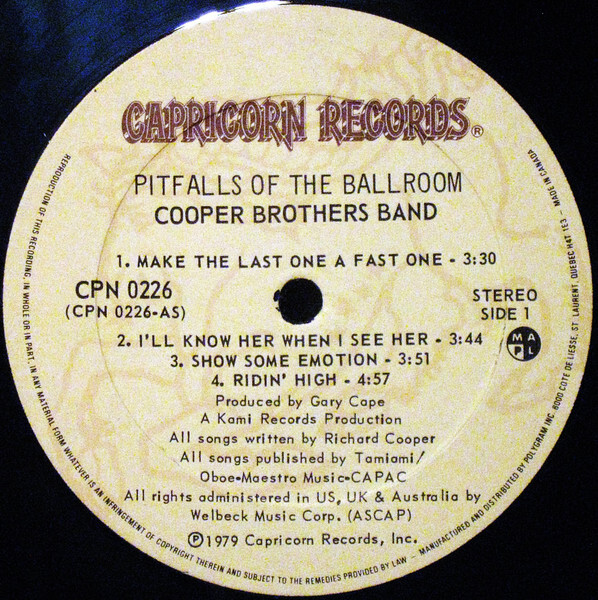 CAPRICORN RECORDS®
PITFALLS OF THE BALLROOM
COOPER BROTHERS BAND
1. MAKE THE LAST ONE A FAST ONE - 3:30
CPN 0226
(CPN 0226-AS)
STEREO
SIDE 1
2. I'LL KNOW HER WHEN I SEE HER - 3:44
3. SHOW SOME EMOTION - 3:51
4. RIDIN' HIGH - 4:57
M A P L
Produced by Gary Cape
A Kami Records Production
All songs written by Richard Cooper
All songs published by Tamiami/
Oboe-Maestro Music-CAPAC
All rights administered in US, UK & Australia by
Welbeck Music Corp. (ASCAP)
℗1979 Capricorn Records, Inc.
REPRODUCTION OF THIS RECORDING, IN WHOLE OR IN PART, IN ANY MATERIAL FORM WHATEVER IS AN INFRINGEMENT OF COPYRIGHT THEREIN AND SUBJECT TO THE REMEDIES PROVIDED BY LAW - MANUFACTURED AND DISTRIBUTED BY POLYGRAM INC. 6000 COTE DE LIESSE, ST. LAURENT, QUEBEC H4T 1E3 - MADE IN CANADA